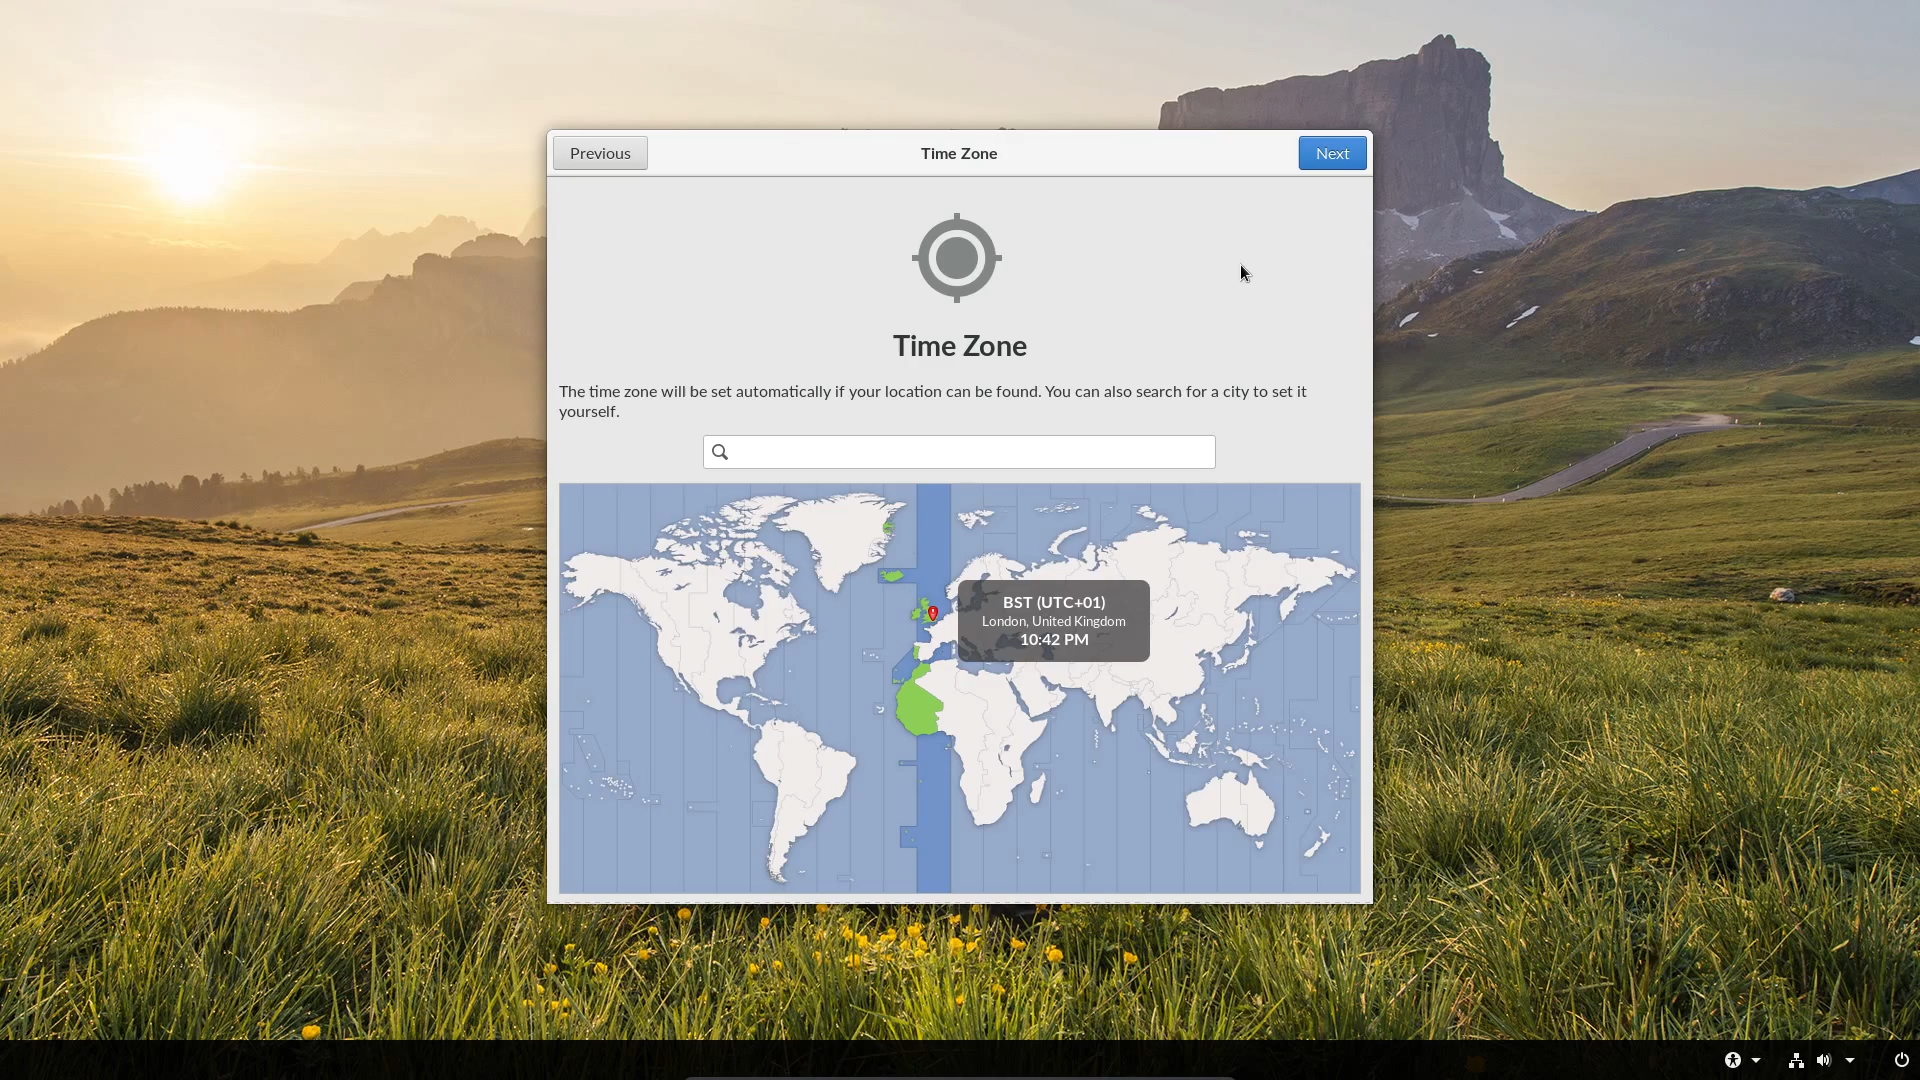 Previous
Time Zone
Next
Time Zone
The time zone will be set automatically if your location can be found. You can also search for a city to set it
yourself.
BST (UTC+01)
London, United Kingdom
10:42 PM